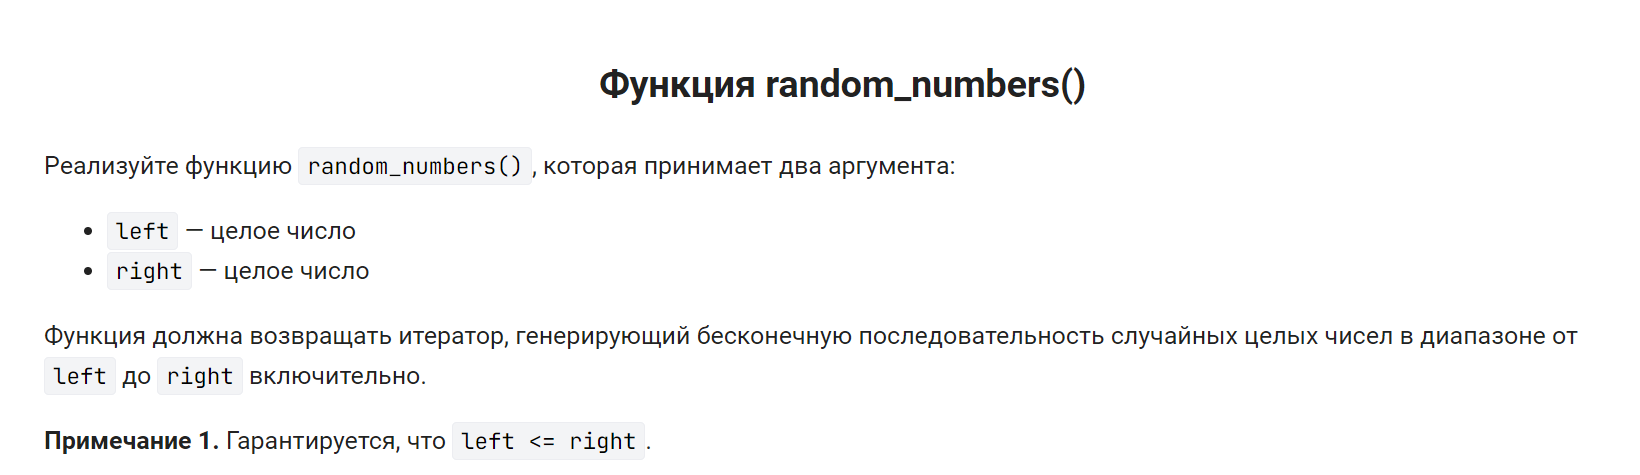 Функция random_numbers()
Реализуйте функцию random_numbers(), которая принимает два аргумента:
• left — целое число
• right — целое число
Функция должна возвращать итератор, генерирующий бесконечную последовательность случайных целых чисел в диапазоне от
left до right включительно.
Примечание 1. Гарантируется, что left <= right.